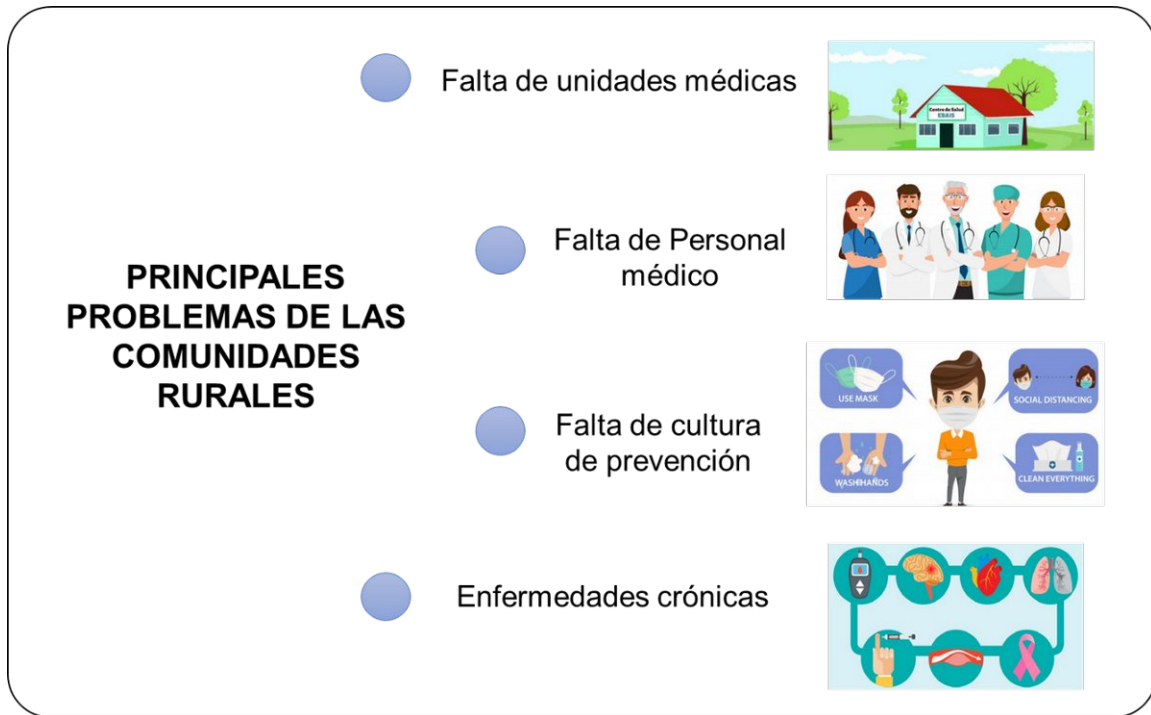 PRINCIPALES
PROBLEMAS DE LAS
COMUNIDADES
RURALES
Falta de unidades médicas
Centro de Salud
EBAIS
Falta de Personal
médico
Falta de cultura
de prevención
USE MASK
SOCIAL DISTANCING
WASH HANDS
CLEAN EVERYTHING
Enfermedades crónicas